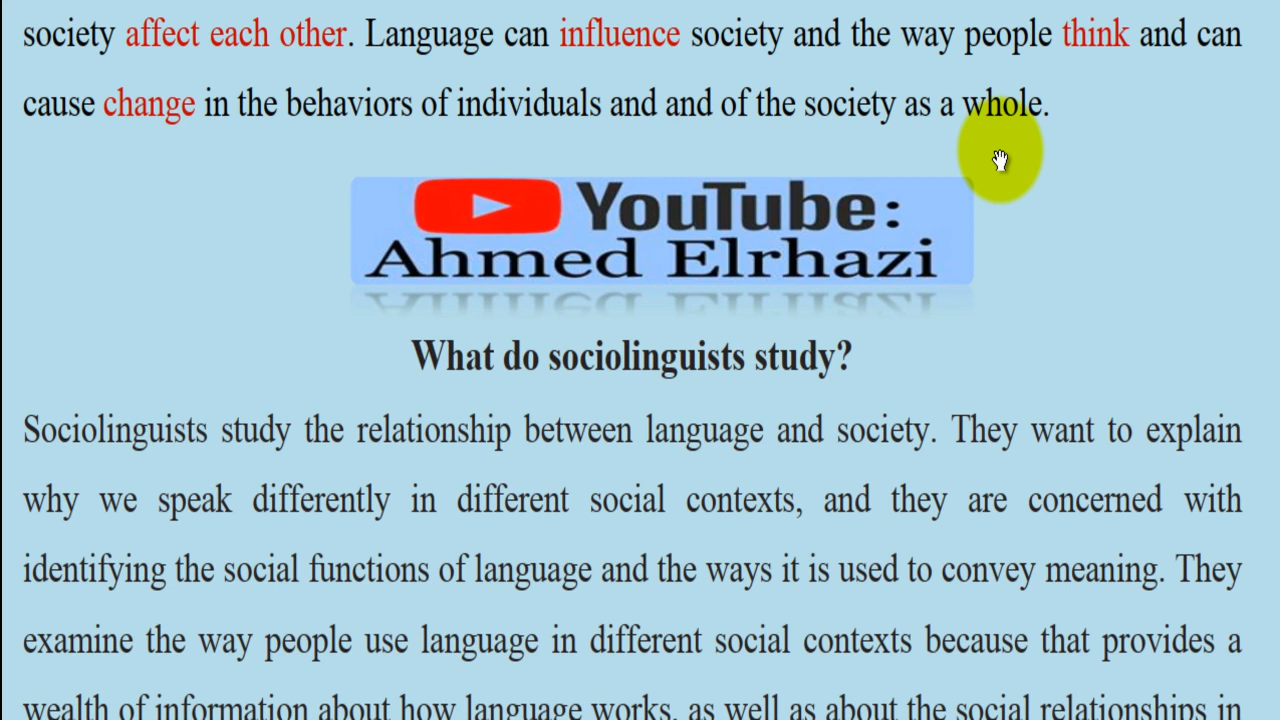 society affect each other. Language can influence society and the way people think and can
cause change in the behaviors of individuals and and of the society as a whole.
YouTube:
Ahmed Elrhazi
What do sociolinguists study?
Sociolinguists study the relationship between language and society. They want to explain
why we speak differently in different social contexts, and they are concerned with
identifying the social functions of language and the ways it is used to convey meaning. They
examine the way people use language in different social contexts because that provides a
wealth of information about how language works, as well as about the social relationships in